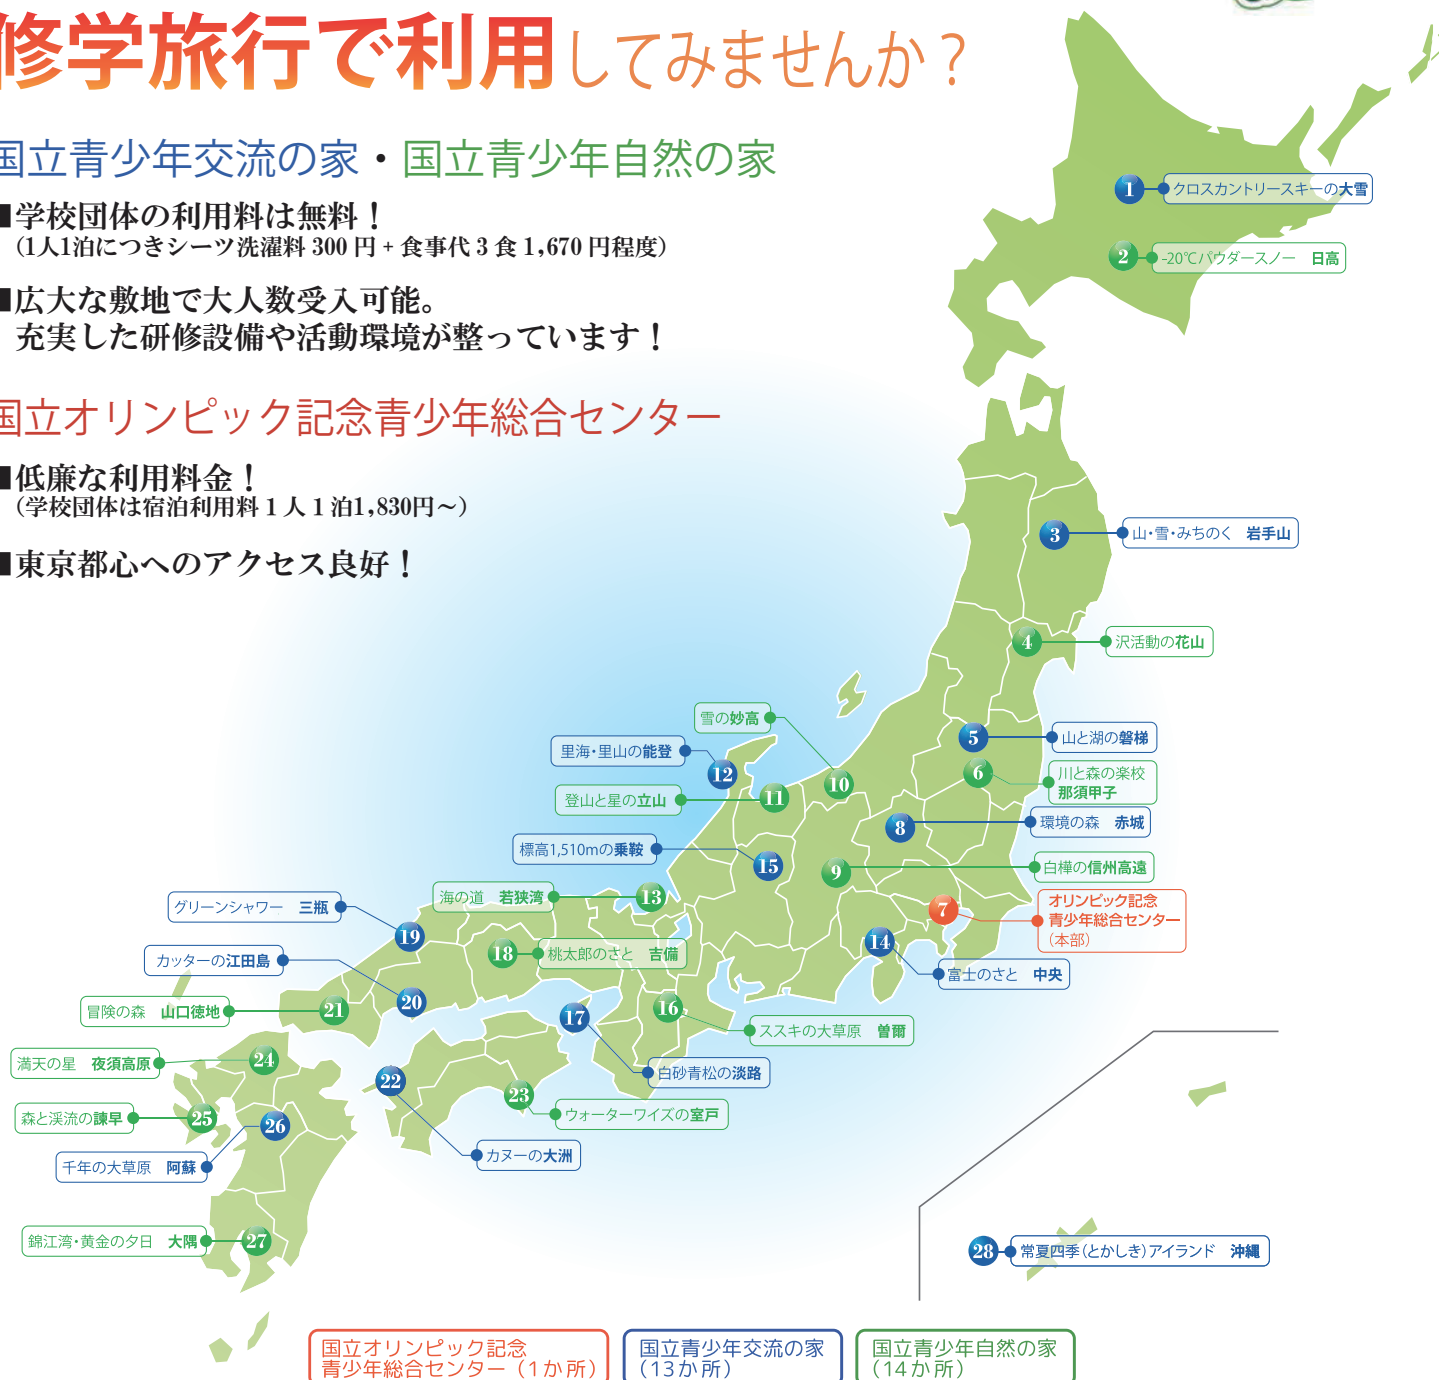 修学旅行で利用してみませんか？
国立青少年交流の家・国立青少年自然の家
■学校団体の利用料は無料！
（1人1泊につきシーツ洗濯料 300 円 + 食事代 3 食 1,670 円程度）
■広大な敷地で大人数受入可能。
充実した研修設備や活動環境が整っています！
国立オリンピック記念青少年総合センター
■低廉な利用料金！
（学校団体は宿泊利用料 1 人 1 泊1,830円～）
■東京都心へのアクセス良好！
1 クロスカントリースキーの大雪
2 -20℃パウダースノー　日高
3 山・雪・みちのく　岩手山
4 沢活動の花山
5 山と湖の磐梯
6 川と森の楽校
那須甲子
7 オリンピック記念
青少年総合センター
（本部）
8 環境の森　赤城
9 白樺の信州高遠
10 雪の妙高
11 登山と星の立山
12 里海・里山の能登
13 海の道　若狭湾
14 富士のさと　中央
15 標高1,510mの乗鞍
16 ススキの大草原　曽爾
17 白砂青松の淡路
18 桃太郎のさと　吉備
19 グリーンシャワー　三瓶
20 カッターの江田島
21 冒険の森　山口徳地
22 カヌーの大洲
23 ウォーターワイズの室戸
24 満天の星　夜須高原
25 森と渓流の諫早
26 千年の大草原　阿蘇
27 錦江湾・黄金の夕日　大隅
28 常夏四季（とかしき）アイランド　沖縄
国立オリンピック記念
青少年総合センター（1か所）
国立青少年交流の家
（13か所）
国立青少年自然の家
（14か所）